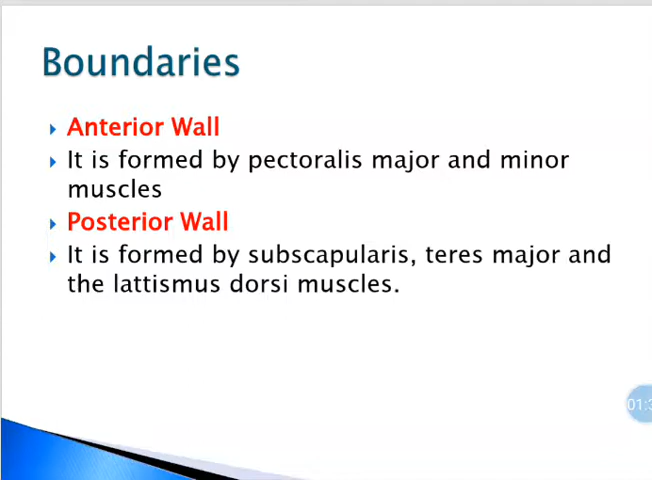 Boundaries
Anterior Wall
It is formed by pectoralis major and minor
muscles
Posterior Wall
It is formed by subscapularis, teres major and
the lattismus dorsi muscles.